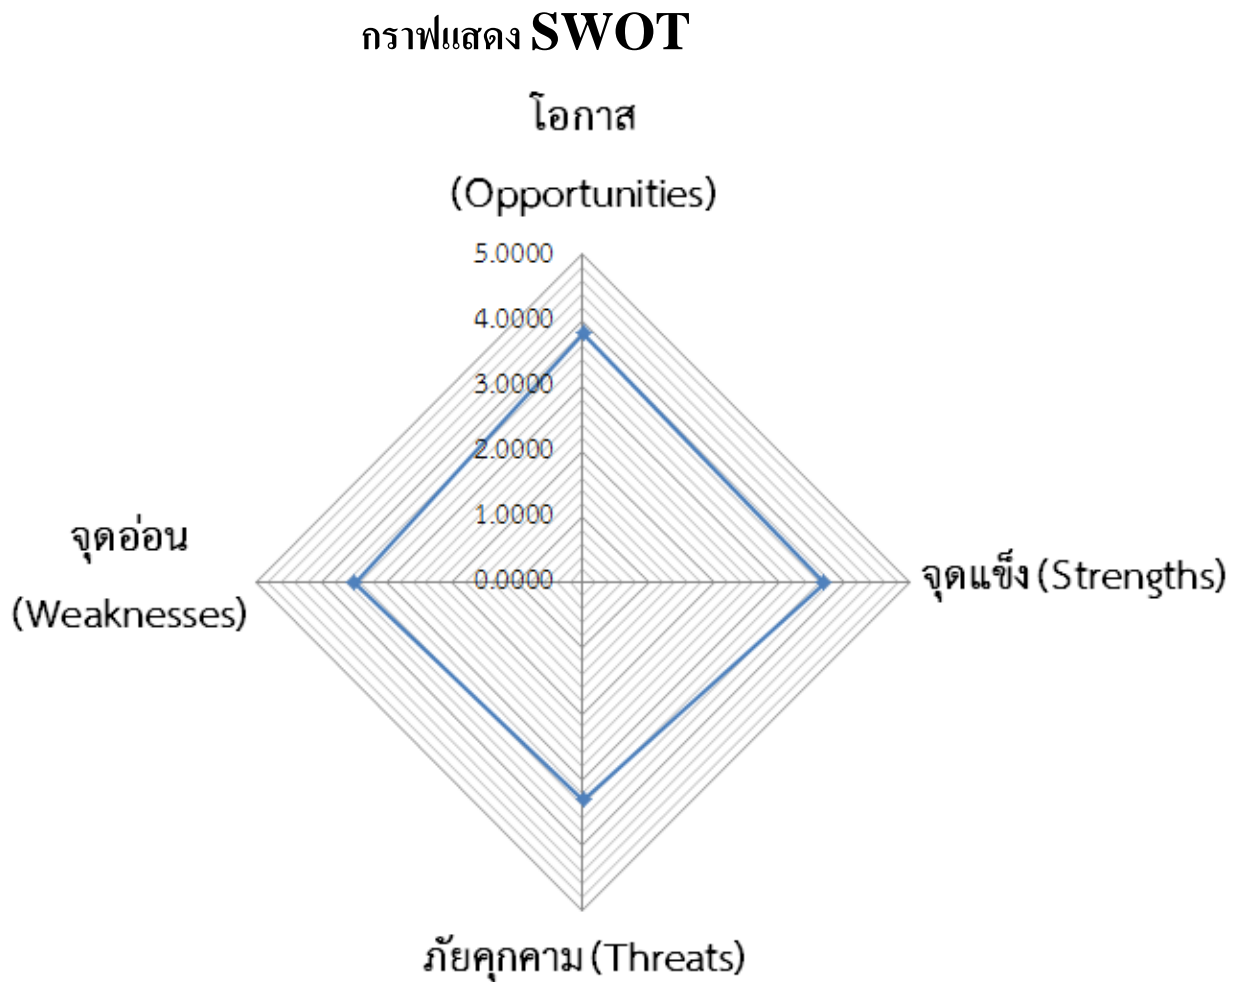 กราฟแสดง SWOT
โอกาส
(Opportunities)
5.0000
4.0000
3.0000
2.0000
1.0000
0.0000
จุดอ่อน
(Weaknesses)
จุดแข็ง (Strengths)
ภัยคุกคาม (Threats)